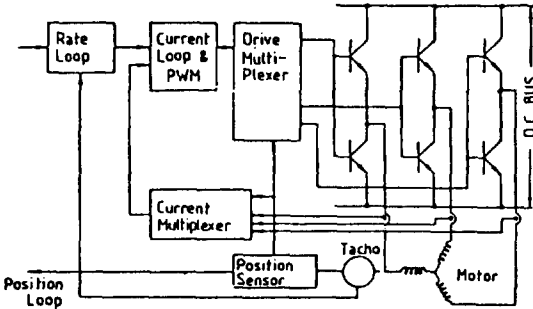 Rate
Loop
Current
Loop &
PWM
Drive
Multi-
Plexer
D.C. BUS
Current
Multiplexer
Position
Sensor
Tacho
Motor
Position
Loop